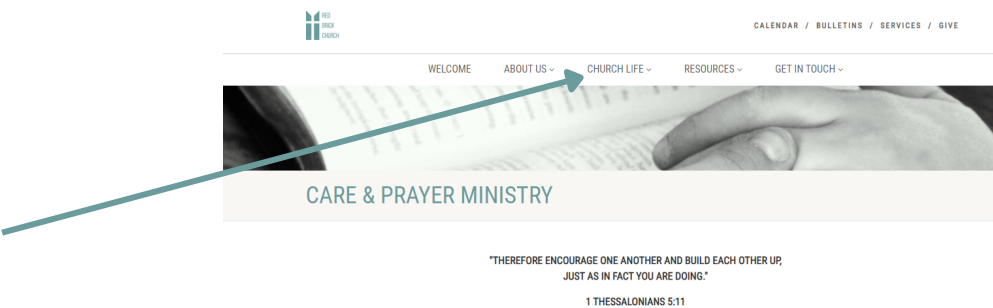 RED
BRICK
CHURCH
CALENDAR / BULLETINS / SERVICES / GIVE
WELCOME ABOUT US CHURCH LIFE RESOURCES GET IN TOUCH
CARE & PRAYER MINISTRY
"THEREFORE ENCOURAGE ONE ANOTHER AND BUILD EACH OTHER UP,
JUST AS IN FACT YOU ARE DOING."
1 THESSALONIANS 5:11